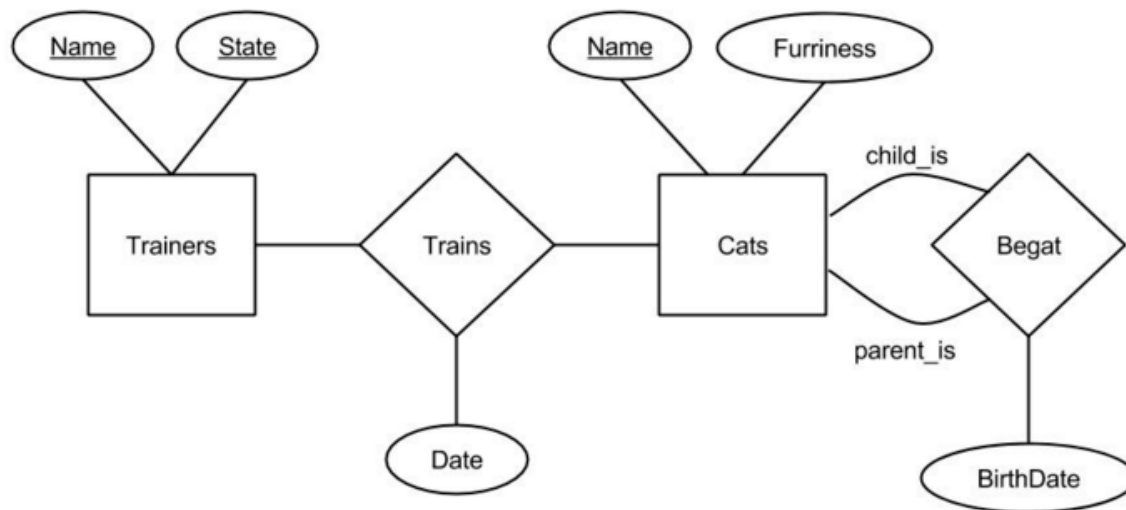 Name
State
Name
Furriness
child_is
Trainers
Trains
Cats
Begat
parent_is
Date
BirthDate